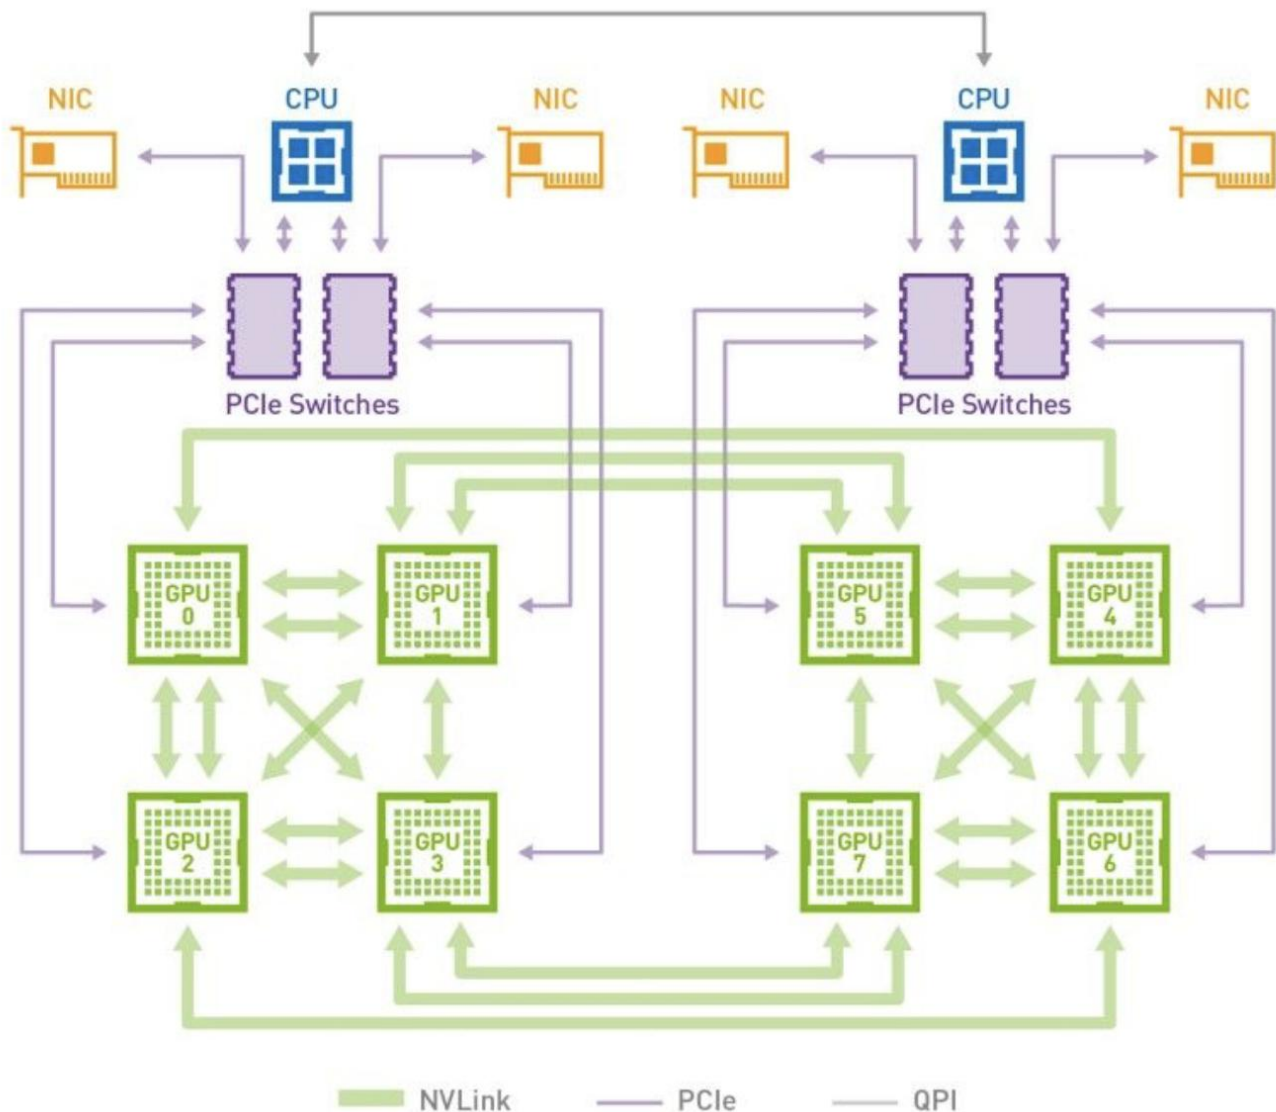 NIC
CPU
NIC
NIC
CPU
NIC
PCIe Switches
PCIe Switches
GPU
0
GPU
1
GPU
5
GPU
4
GPU
2
GPU
3
GPU
7
GPU
6
NVLink
PCIe
QPI